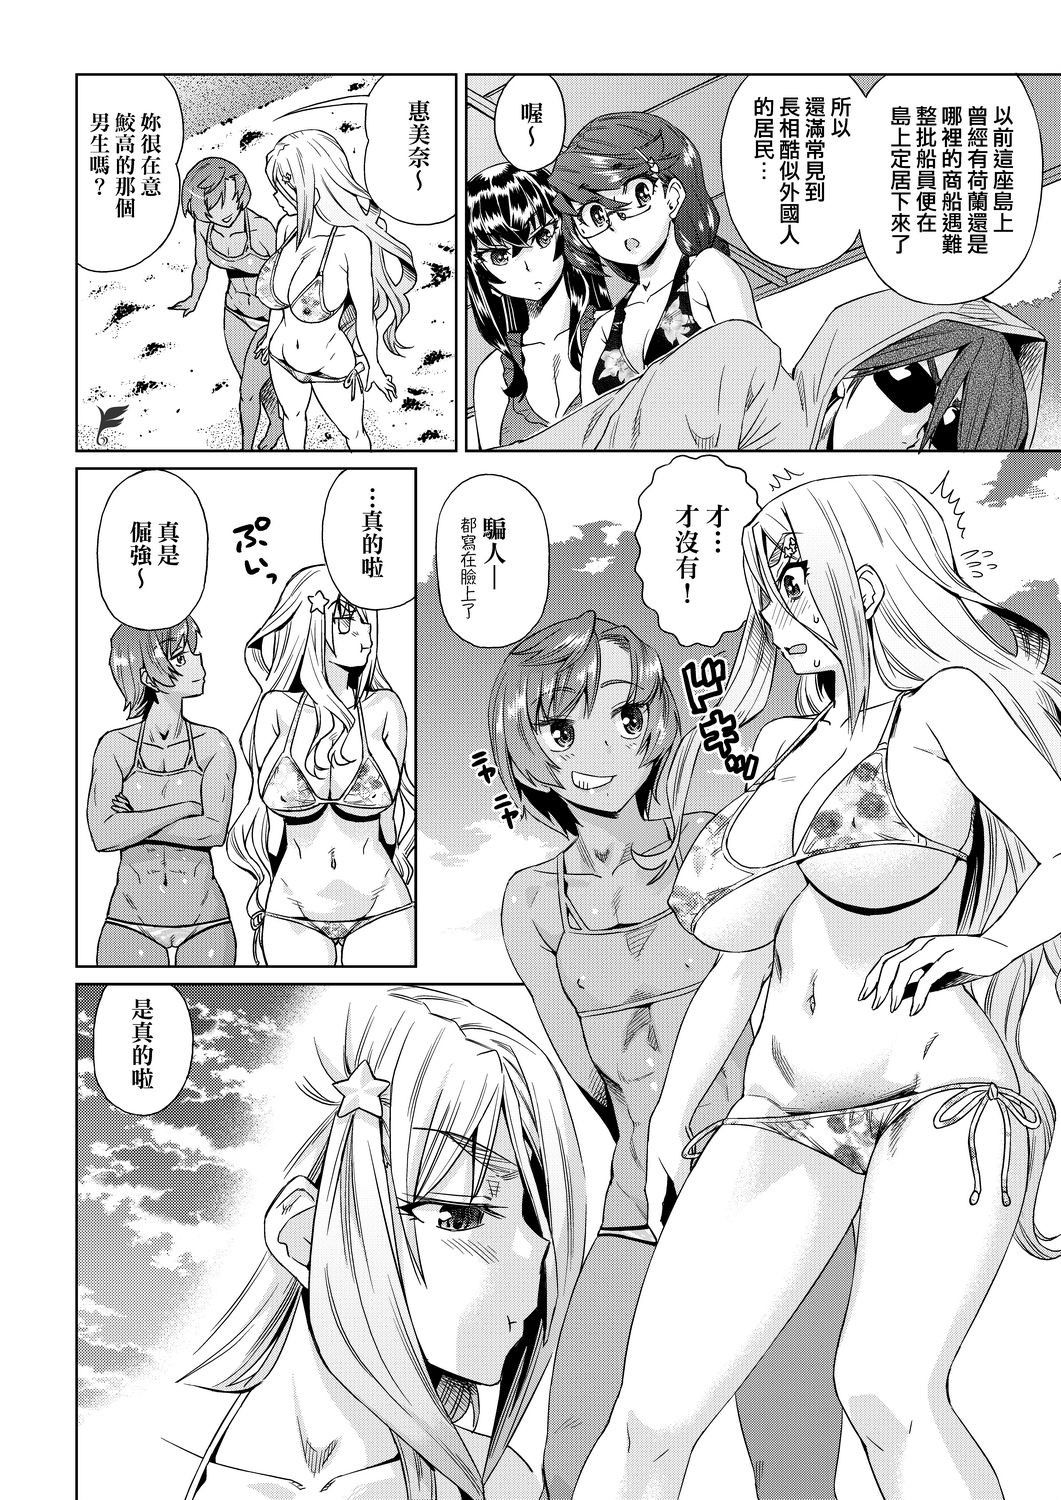 以前這座島上
曾經有荷蘭還是
哪裡的商船遇難
整批船員便在
島上定居下來了
所以
還滿常見到
長相酷似外國人
的居民…
喔~
惠美奈~
妳很在意
鮫高的那個
男生嗎？
才…
才沒有！
ドキッ
騙人—
都寫在臉上了
ニヤ
ニヤ
…真的啦
ぷいっ
真是
倔強~
是真的啦